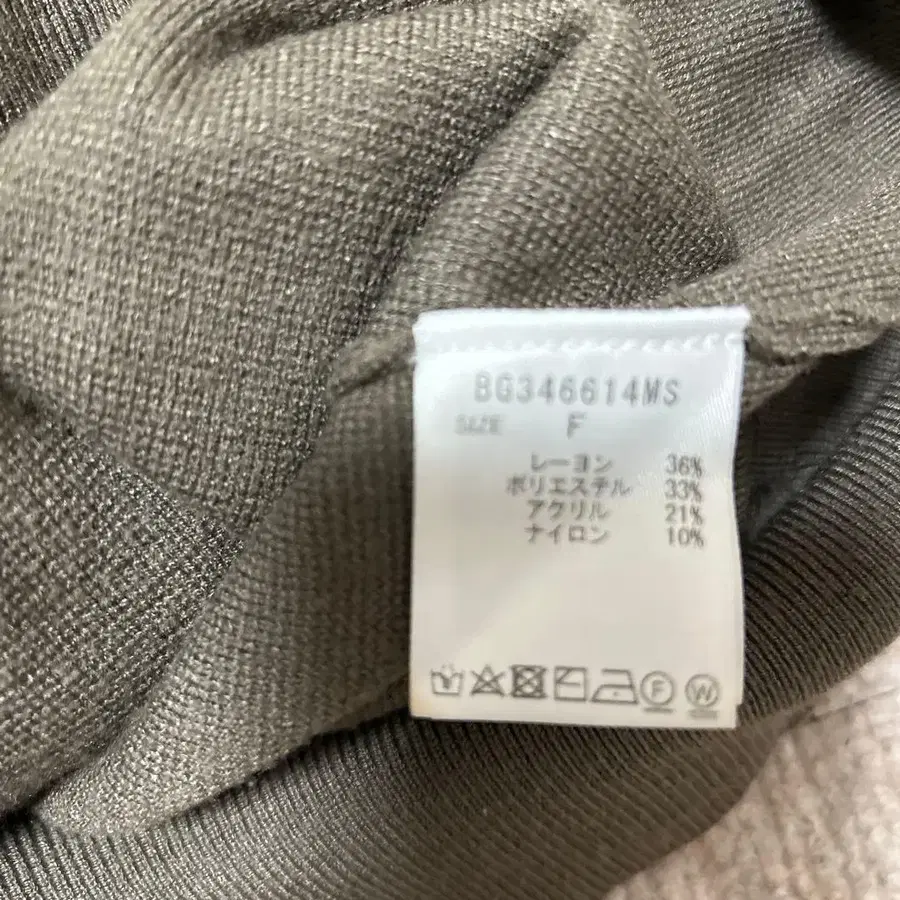 BG346614MS
SIZE F
レーヨン 36%
ポリエステル 33%
アクリル 21%
ナイロン 10%
F W